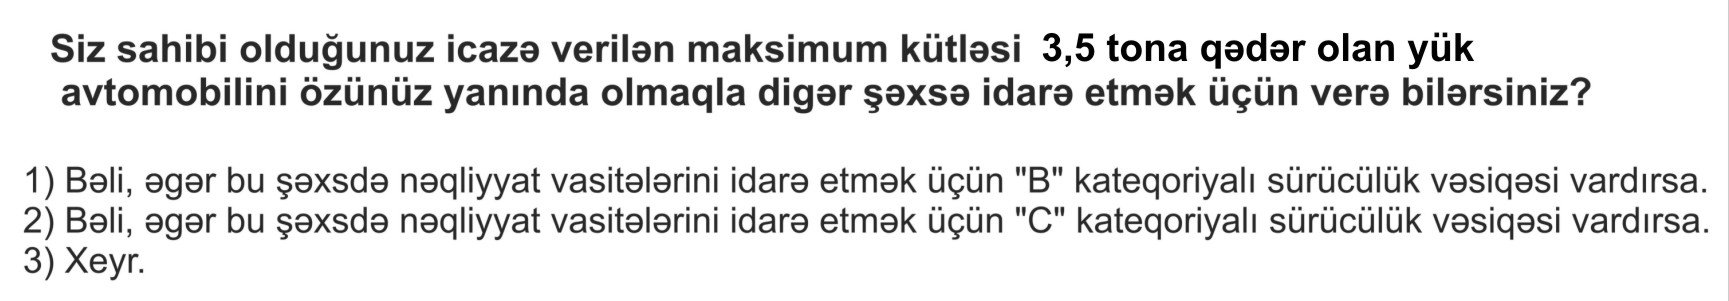 Siz sahibi olduğunuz icazə verilən maksimum kütləsi 3,5 tona qədər olan yük
avtomobilini özünüz yanında olmaqla digər şəxsə idarə etmək üçün verə bilərsiniz?
1) Bəli, əgər bu şəxsdə nəqliyyat vasitələrini idarə etmək üçün "B" kateqoriyalı sürücülük vəsiqəsi vardırsa.
2) Bəli, əgər bu şəxsdə nəqliyyat vasitələrini idarə etmək üçün "C" kateqoriyalı sürücülük vəsiqəsi vardırsa.
3) Xeyr.